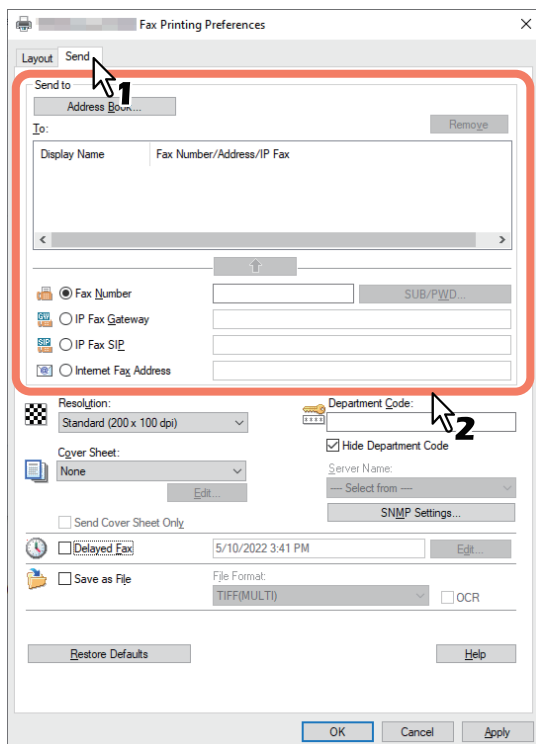 Fax Printing Preferences
Layout Send
1
Send to
Address Book...
To:
Remove
Display Name Fax Number/Address/IP Fax
Fax Number SUB/PWD...
IP Fax Gateway
IP Fax SIP
Internet Fax Address
2
Resolution: Department Code:
Standard (200 x 100 dpi)
Cover Sheet: Hide Department Code
None Server Name:
Edit... --- Select from ---
Send Cover Sheet Only SNMP Settings...
Delayed Fax 5/10/2022 3:41 PM Edit...
Save as File File Format:
TIFF(MULTI) OCR
Restore Defaults Help
OK Cancel Apply